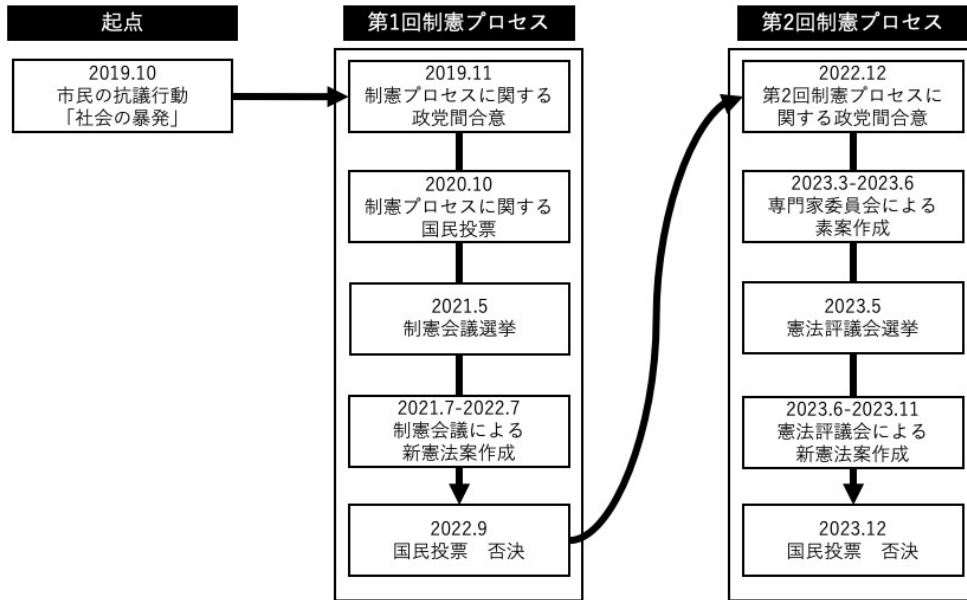 起点
2019.10
市民の抗議行動
「社会の暴発」
第1回制憲プロセス
2019.11
制憲プロセスに関する
政党間合意
2020.10
制憲プロセスに関する
国民投票
2021.5
制憲会議選挙
2021.7-2022.7
制憲会議による
新憲法案作成
2022.9
国民投票　否決
第2回制憲プロセス
2022.12
第2回制憲プロセスに
関する政党間合意
2023.3-2023.6
専門家委員会による
素案作成
2023.5
憲法評議会選挙
2023.6-2023.11
憲法評議会による
新憲法案作成
2023.12
国民投票　否決